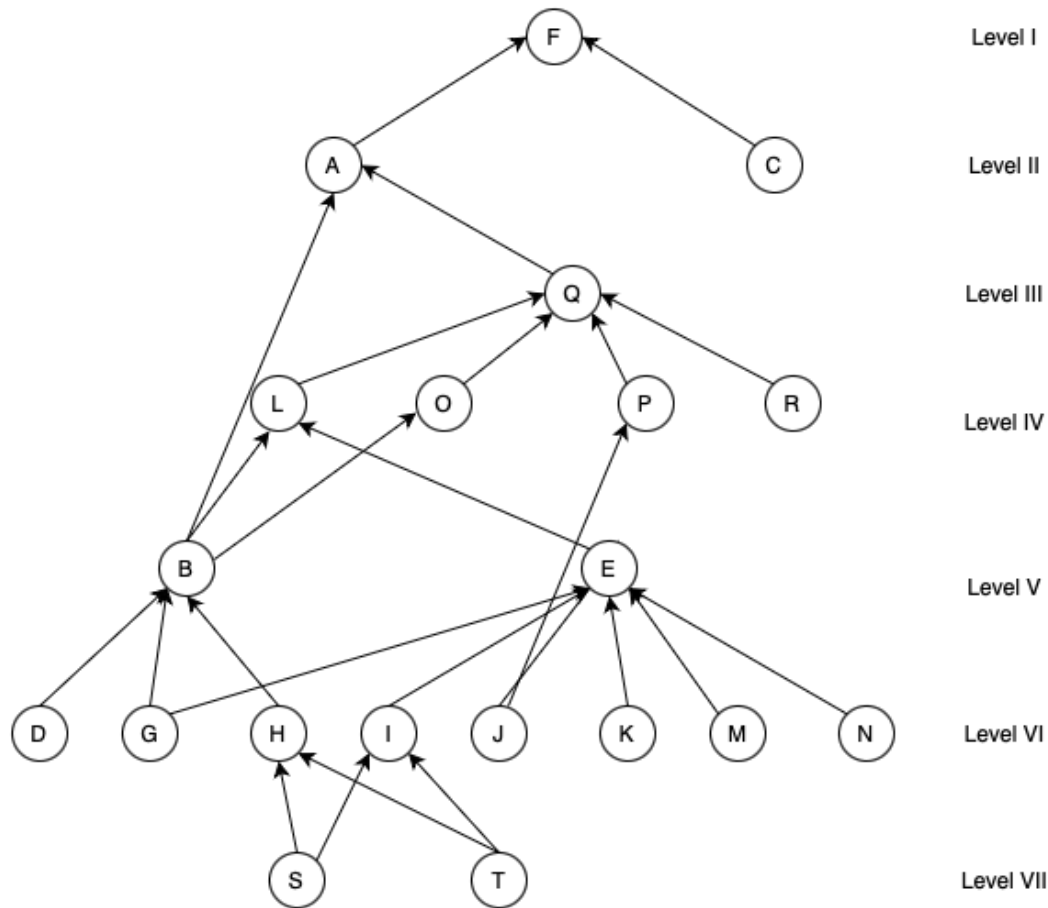 F Level I
A C Level II
Q Level III
L O P R Level IV
B E Level V
D G H I J K M N Level VI
S T Level VII